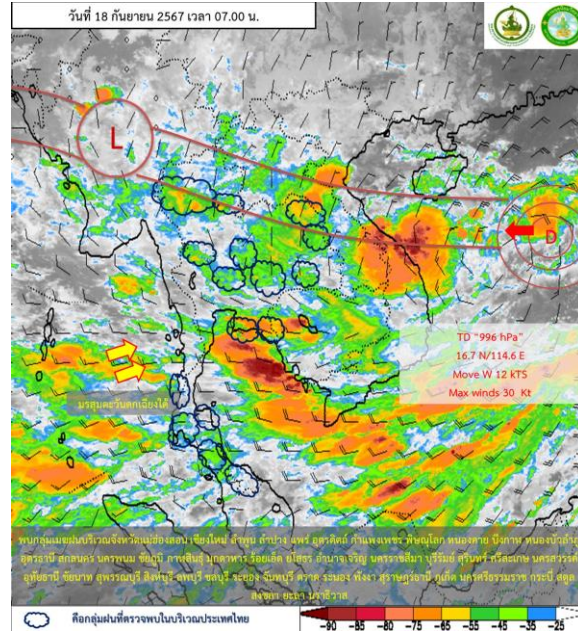 วันที่ 18 กันยายน 2567 เวลา 07.00 น.
L
D
TD "996 hPa"
16.7 N/114.6 E
Move W 12 kTS
Max winds 30 Kt
มรสุมตะวันตกเฉียงใต้
พบกลุ่มเมฆฝนบริเวณจังหวัดแม่ฮ่องสอน เชียงใหม่ ลำพูน ลำปาง แพร่ อุตรดิตถ์ กำแพงเพชร พิษณุโลก หนองคาย บึงกาฬ หนองบัวลำภู
อุดรธานี สกลนคร นครพนม ชัยภูมิ กาฬสินธุ์ มุกดาหาร ร้อยเอ็ด ยโสธร อำนาจเจริญ นครราชสีมา บุรีรัมย์ สุรินทร์ ศรีสะเกษ นครสวรรค์
อุทัยธานี ชัยนาท สุพรรณบุรี สิงห์บุรี ลพบุรี ชลบุรี ระยอง จันทบุรี ตราด ระนอง พังงา สุราษฎร์ธานี ภูเก็ต นครศรีธรรมราช กระบี่ สตูล
สงขลา ยะลา นราธิวาส
คือกลุ่มฝนที่ตรวจพบในบริเวณประเทศไทย
-90 -85 -80 -75 -70 -65 -60 -55 -50 -45 -40 -35 -30 -25